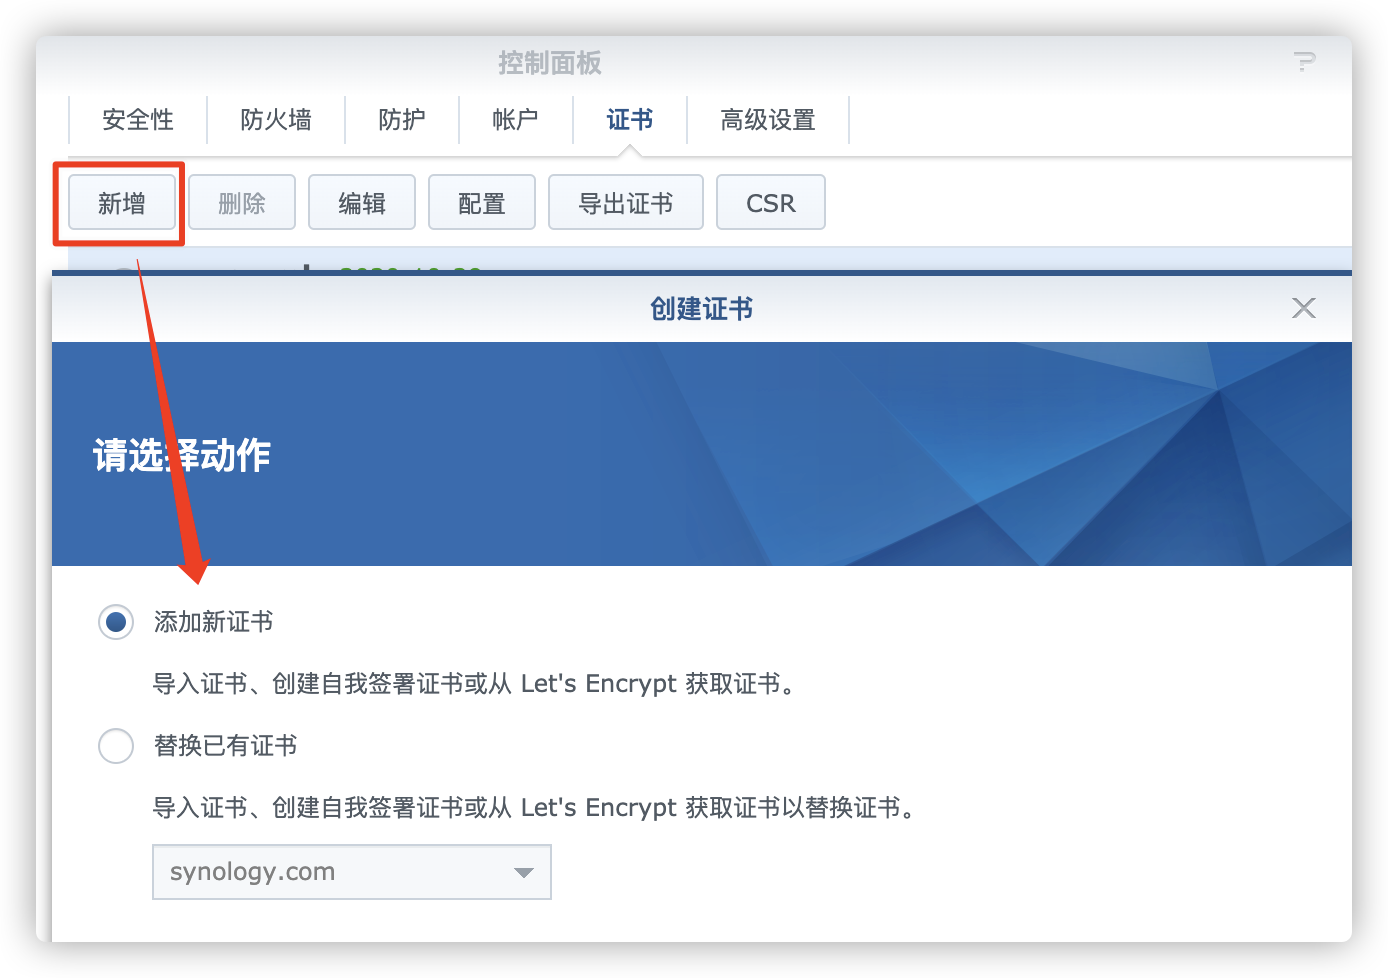 控制面板
安全性 防火墙 防护 帐户 证书 高级设置
新增 删除 编辑 配置 导出证书 CSR
创建证书
请选择动作
添加新证书
导入证书、创建自我签署证书或从 Let's Encrypt 获取证书。
替换已有证书
导入证书、创建自我签署证书或从 Let's Encrypt 获取证书以替换证书。
synology.com